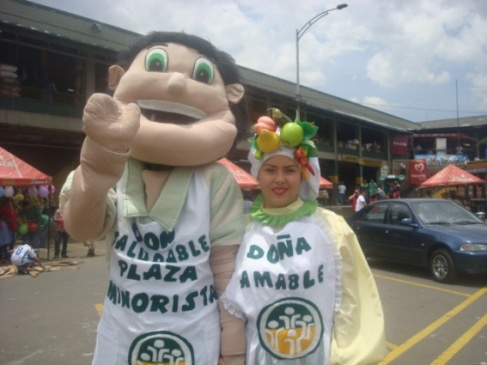 DON
SALUDABLE
PLAZA
MINORISTA
DOÑA
AMABLE